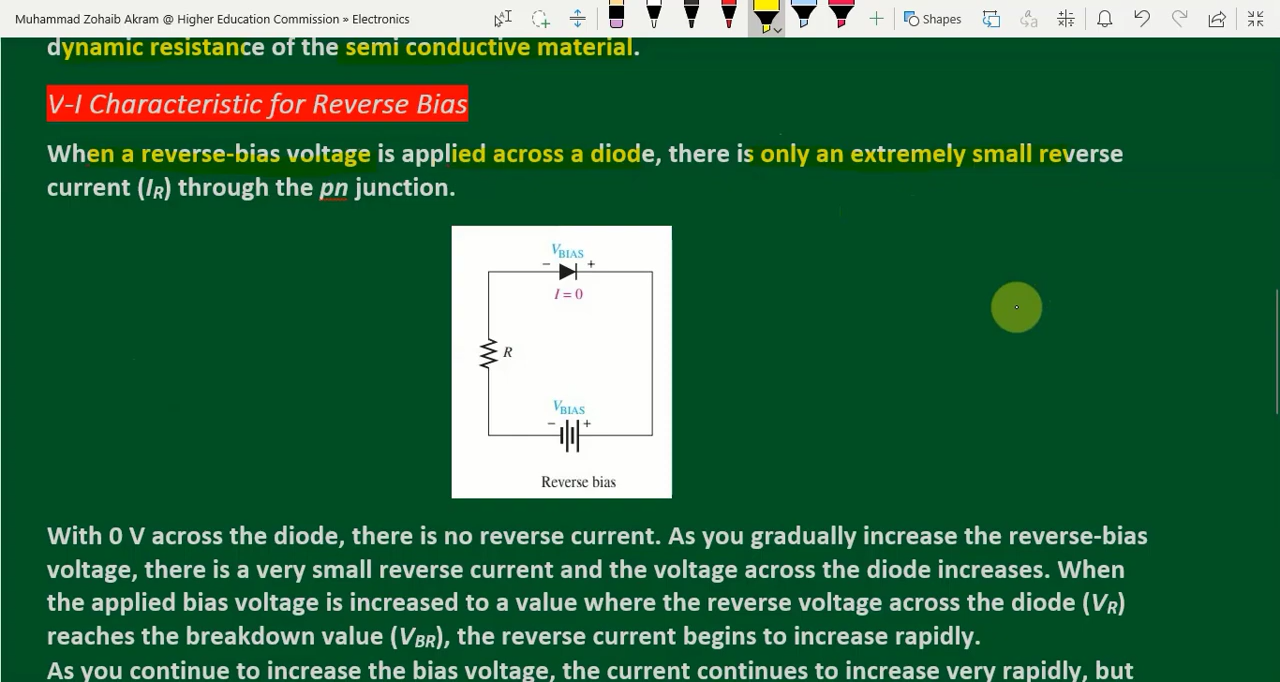 Muhammad Zohaib Akram @ Higher Education Commission » Electronics
Shapes
dynamic resistance of the semi conductive material.
V-I Characteristic for Reverse Bias
When a reverse-bias voltage is applied across a diode, there is only an extremely small reverse
current (IR) through the pn junction.
VBIAS
− +
I = 0
R
VBIAS
− +
Reverse bias
With 0 V across the diode, there is no reverse current. As you gradually increase the reverse-bias
voltage, there is a very small reverse current and the voltage across the diode increases. When
the applied bias voltage is increased to a value where the reverse voltage across the diode (VR)
reaches the breakdown value (VBR), the reverse current begins to increase rapidly.
As you continue to increase the bias voltage, the current continues to increase very rapidly, but